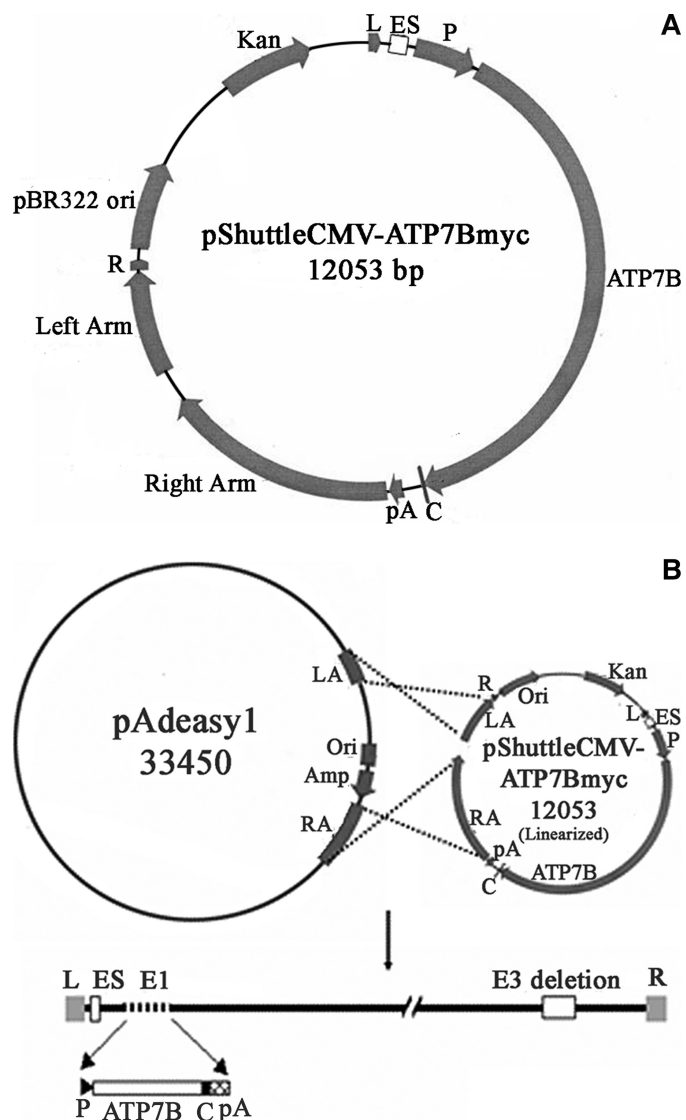 A
L ES P
Kan
pBR322 ori
pShuttleCMV-ATP7Bmyc
12053 bp
R
ATP7B
Left Arm
Right Arm
pA C
B
LA
R
Ori
Kan
LA
L ES
P
pAdeasy1
33450
pShuttleCMV-
ATP7Bmyc
12053
(Linearized)
Ori
Amp
RA
RA
pA
C
ATP7B
L ES E1 E3 deletion R
P ATP7B C pA